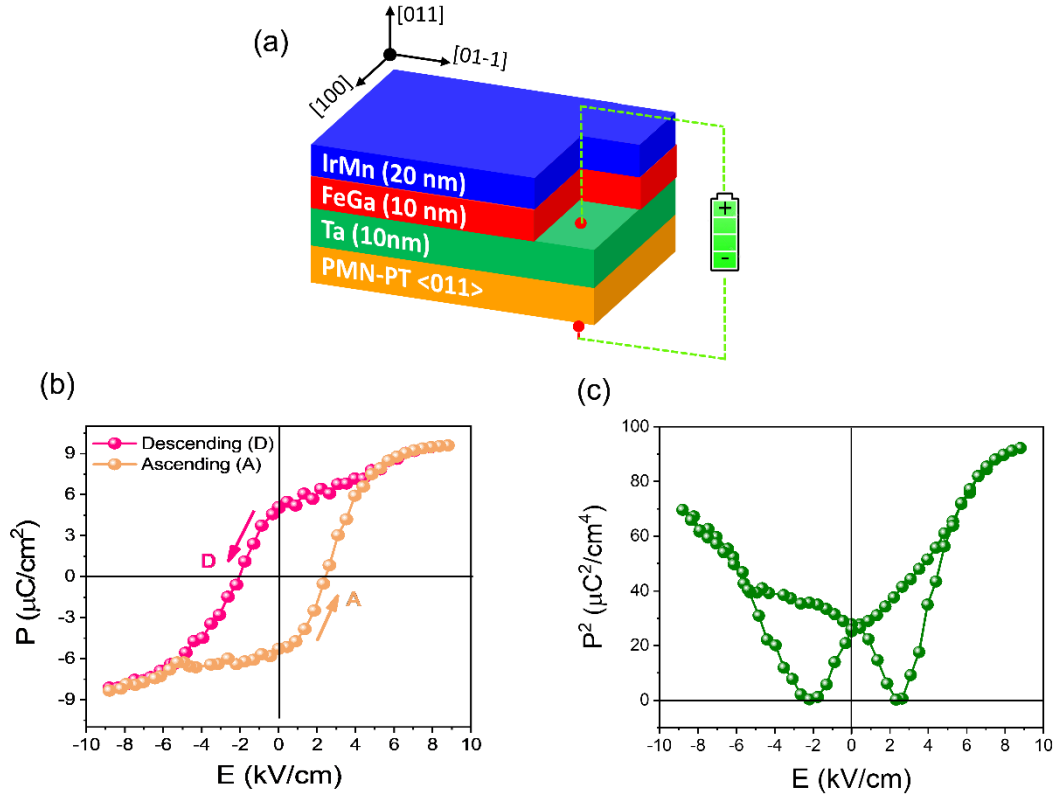 (a)
[011]
[01-1]
[100]
IrMn (20 nm)
FeGa (10 nm)
Ta (10nm)
PMN-PT <011>
+
-
(b)
Descending (D)
Ascending (A)
D
A
9
6
3
0
-3
-6
-9
-10 -8 -6 -4 -2 0 2 4 6 8 10
P (μC/cm²)
E (kV/cm)
(c)
100
80
60
40
20
0
-10 -8 -6 -4 -2 0 2 4 6 8 10
P² (μC²/cm⁴)
E (kV/cm)